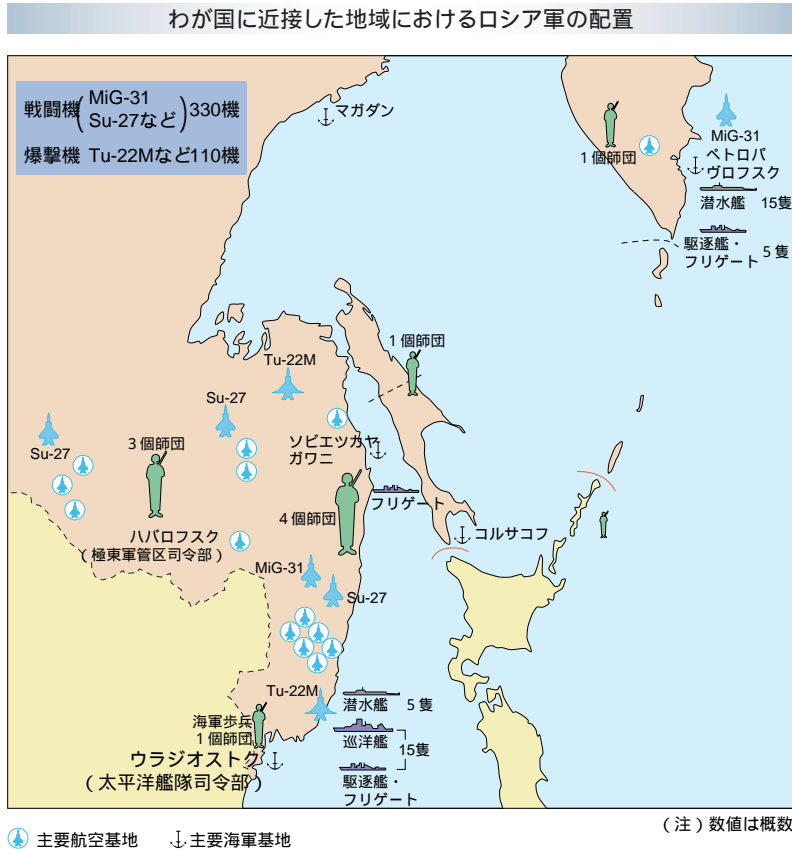 わが国に近接した地域におけるロシア軍の配置
戦闘機(MiG-31
Su-27など)330機
爆撃機 Tu-22Mなど110機
マガダン
1個師団
MiG-31
ペトロパ
ヴロフスク
潜水艦 15隻
駆逐艦・
フリゲート 5隻
1個師団
Tu-22M
Su-27
Su-27
3個師団
ソビエツカヤ
ガワニ
フリゲート
4個師団
コルサコフ
ハバロフスク
(極東軍管区司令部)
MiG-31
Su-27
Tu-22M
潜水艦 5隻
海軍歩兵
1個師団
巡洋艦
15隻
ウラジオストク
(太平洋艦隊司令部)
駆逐艦・
フリゲート
(注)数値は概数
主要航空基地 主要海軍基地